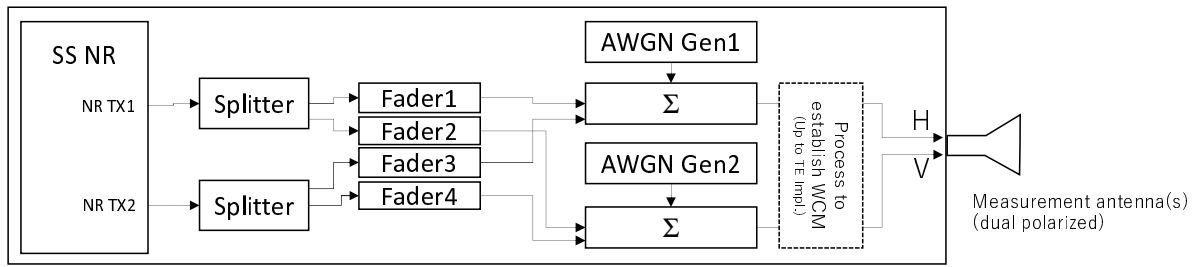 SS NR
NR TX1
NR TX2
Splitter
Splitter
Fader1
Fader2
Fader3
Fader4
AWGN Gen1
Σ
AWGN Gen2
Σ
Process to
establish WCM
(Up to TE Impl.)
H
V
Measurement antenna(s)
(dual polarized)